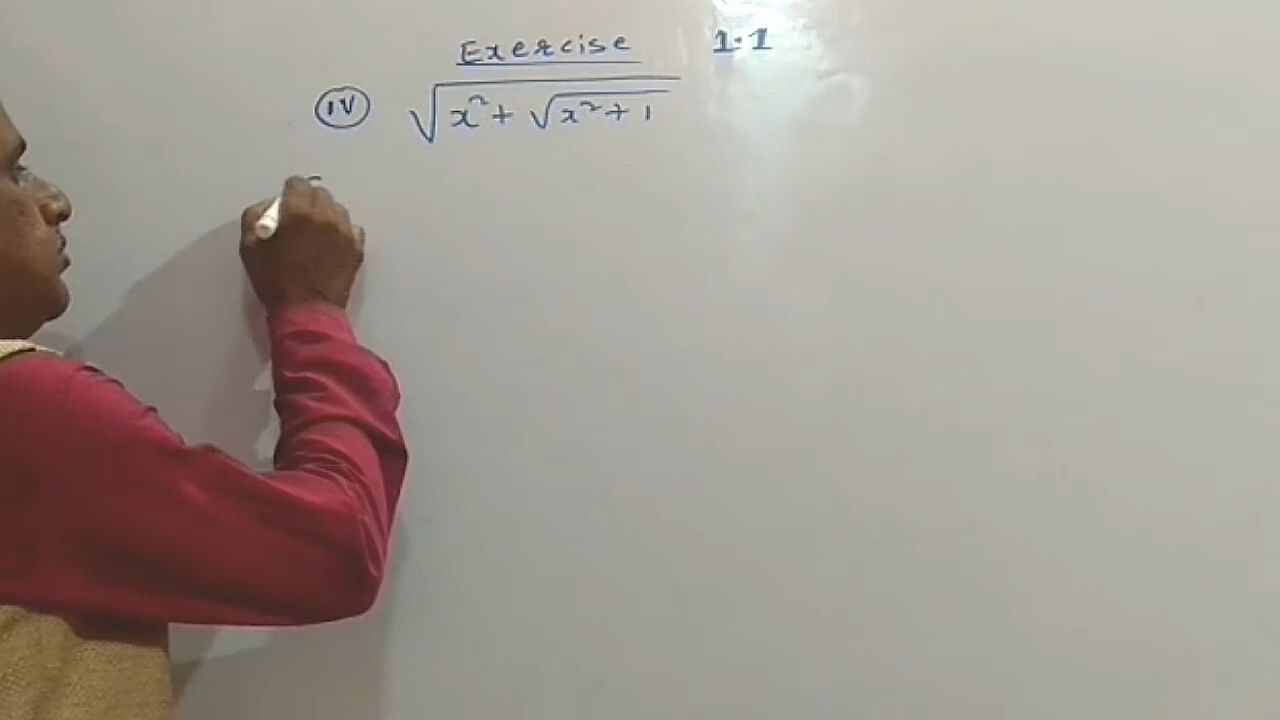 Exercise 1.1
(iv) √(x² + √(x² + 1))